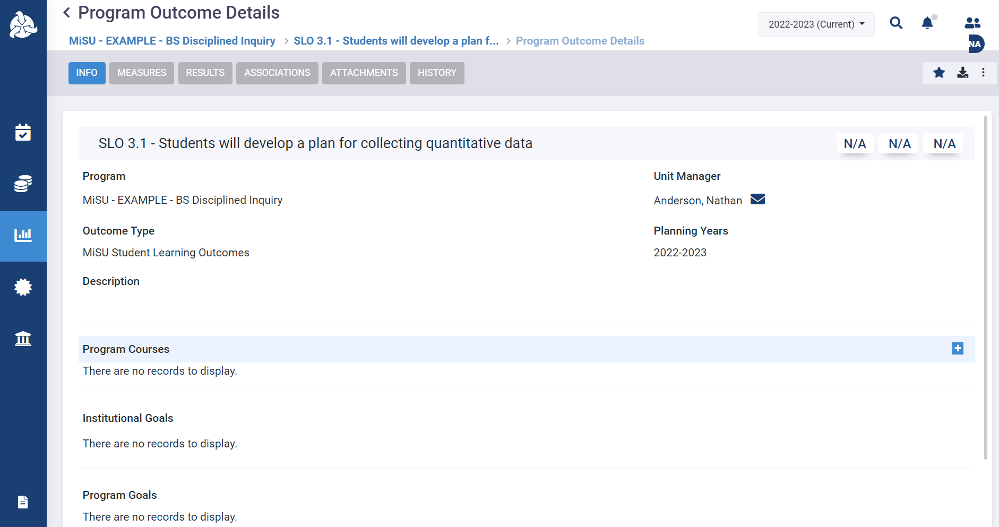 Program Outcome Details
2022-2023 (Current)
MiSU - EXAMPLE - BS Disciplined Inquiry > SLO 3.1 - Students will develop a plan f... > Program Outcome Details
NA
INFO MEASURES RESULTS ASSOCIATIONS ATTACHMENTS HISTORY
SLO 3.1 - Students will develop a plan for collecting quantitative data
N/A N/A N/A
Program
Unit Manager
MiSU - EXAMPLE - BS Disciplined Inquiry
Anderson, Nathan
Outcome Type
Planning Years
MiSU Student Learning Outcomes
2022-2023
Description
Program Courses
There are no records to display.
Institutional Goals
There are no records to display.
Program Goals
There are no records to display.